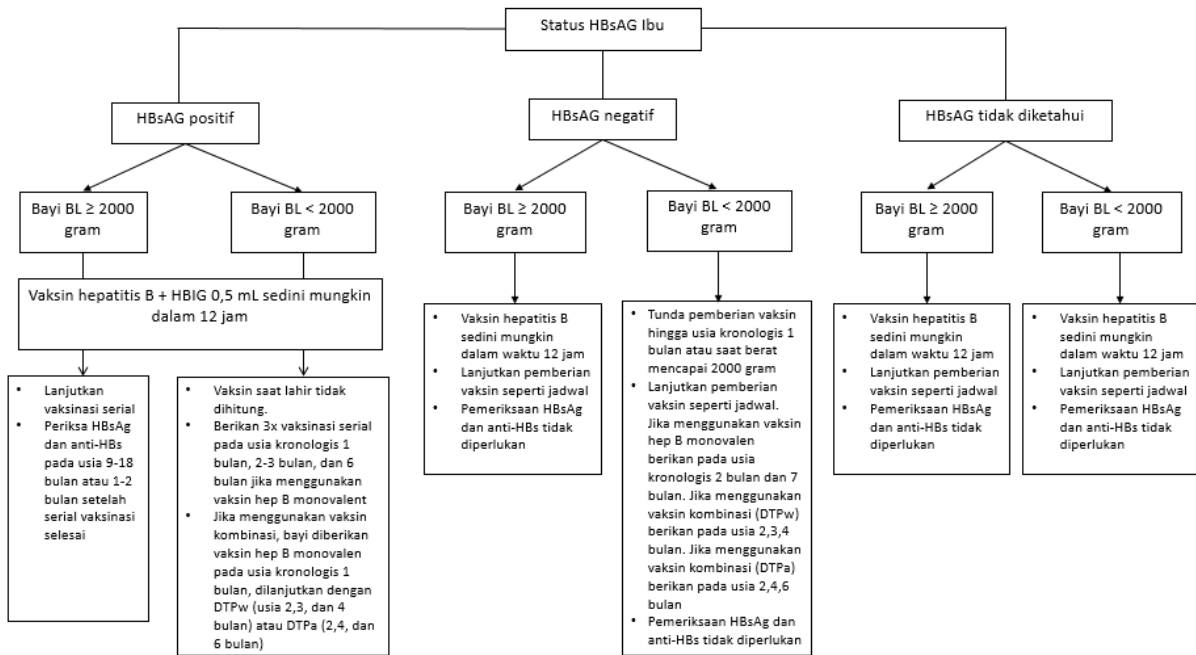 Status HBsAG Ibu
HBsAG positif
HBsAG negatif
HBsAG tidak diketahui
Bayi BL ≥ 2000
gram
Bayi BL < 2000
gram
Bayi BL ≥ 2000
gram
Bayi BL < 2000
gram
Bayi BL ≥ 2000
gram
Bayi BL < 2000
gram
Vaksin hepatitis B + HBIG 0,5 mL sedini mungkin
dalam 12 jam
• Lanjutkan
vaksinasi serial
• Periksa HBsAg
dan anti-HBs
pada usia 9-18
bulan atau 1-2
bulan setelah
serial vaksinasi
selesai
• Vaksin saat lahir tidak
dihitung.
• Berikan 3x vaksinasi serial
pada usia kronologis 1
bulan, 2-3 bulan, dan 6
bulan jika menggunakan
vaksin hep B monovalent
• Jika menggunakan vaksin
kombinasi, bayi diberikan
vaksin hep B monovalen
pada usia kronologis 1
bulan, dilanjutkan dengan
DTPw (usia 2,3, dan 4
bulan) atau DTPa (2,4, dan
6 bulan)
• Vaksin hepatitis B
sedini mungkin
dalam waktu 12 jam
• Lanjutkan pemberian
vaksin seperti jadwal
• Pemeriksaan HBsAg
dan anti-HBs tidak
diperlukan
• Tunda pemberian vaksin
hingga usia kronologis 1
bulan atau saat berat
mencapai 2000 gram
• Lanjutkan pemberian
vaksin seperti jadwal.
Jika menggunakan vaksin
hep B monovalen
berikan pada usia
kronologis 2 bulan dan 7
bulan. Jika menggunakan
vaksin kombinasi (DTPw)
berikan pada usia 2,3,4
bulan. Jika menggunakan
vaksin kombinasi (DTPa)
berikan pada usia 2,4,6
bulan
• Pemeriksaan HBsAg dan
anti-HBs tidak diperlukan
• Vaksin hepatitis B
sedini mungkin
dalam waktu 12 jam
• Lanjutkan pemberian
vaksin seperti jadwal
• Pemeriksaan HBsAg
dan anti-HBs tidak
diperlukan
• Vaksin hepatitis B
sedini mungkin
dalam waktu 12 jam
• Lanjutkan pemberian
vaksin seperti jadwal
• Pemeriksaan HBsAg
dan anti-HBs tidak
diperlukan